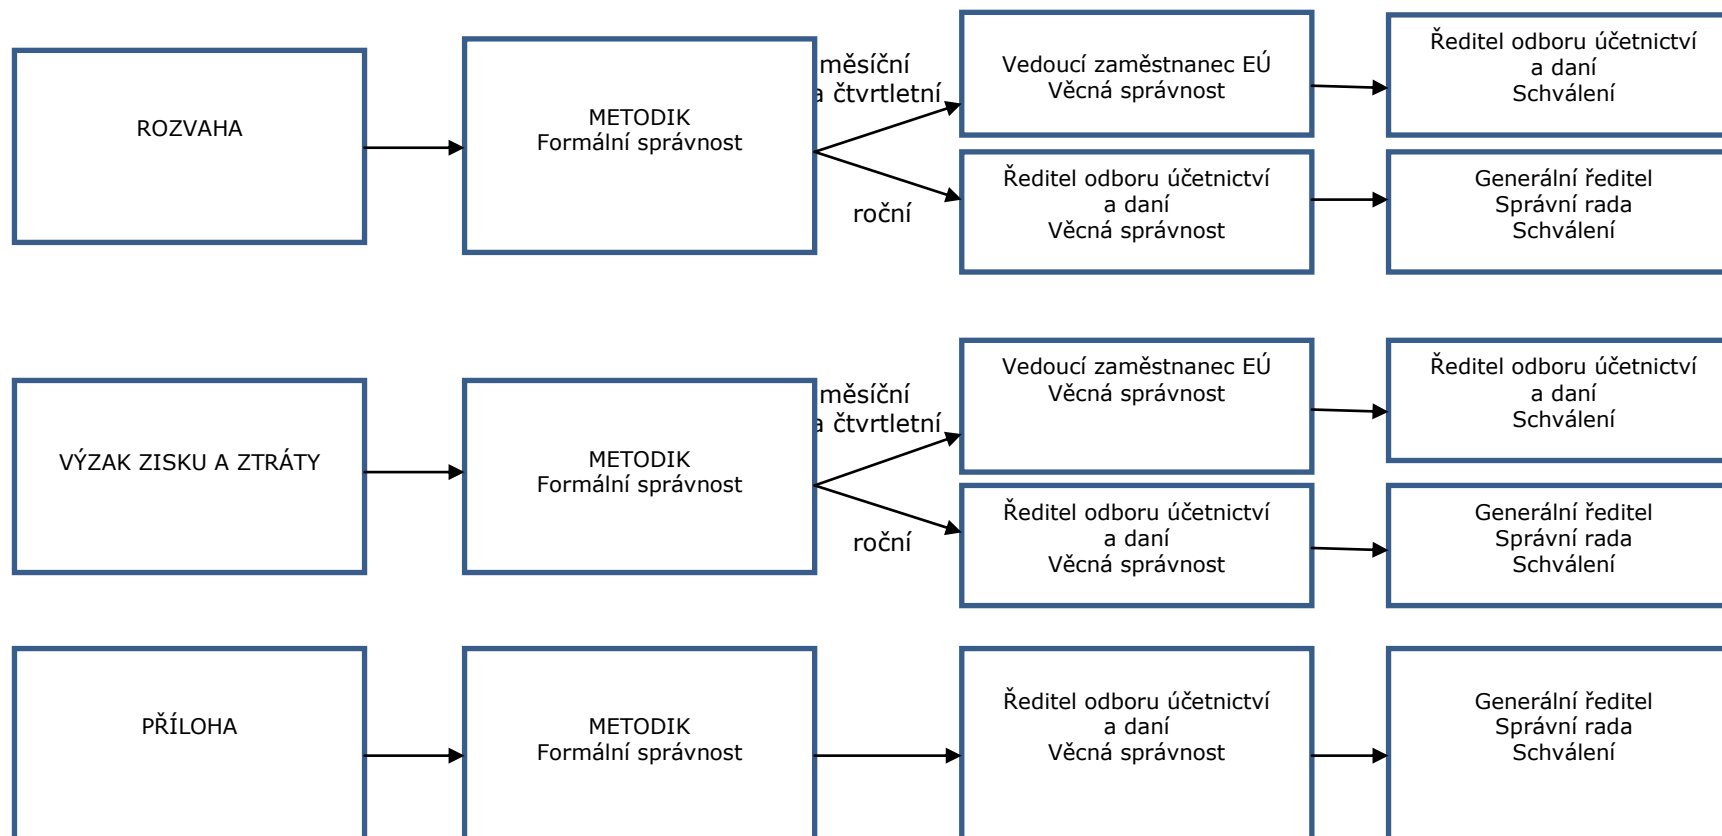 ROZVAHA
METODIK
Formální správnost
měsíční
a čtvrtletní
roční
Vedoucí zaměstnanec EÚ
Věcná správnost
Ředitel odboru účetnictví
a daní
Schválení
Ředitel odboru účetnictví
a daní
Věcná správnost
Generální ředitel
Správní rada
Schválení
VÝZAK ZISKU A ZTRÁTY
METODIK
Formální správnost
měsíční
a čtvrtletní
roční
Vedoucí zaměstnanec EÚ
Věcná správnost
Ředitel odboru účetnictví
a daní
Schválení
Ředitel odboru účetnictví
a daní
Věcná správnost
Generální ředitel
Správní rada
Schválení
PŘÍLOHA
METODIK
Formální správnost
Ředitel odboru účetnictví
a daní
Věcná správnost
Generální ředitel
Správní rada
Schválení